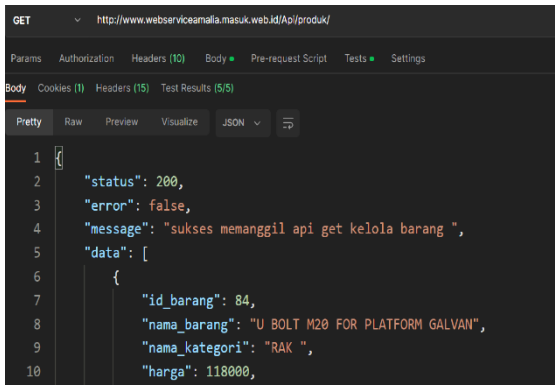 GET http://www.webserviceamalia.masuk.web.id/Api/produk/
Params Authorization Headers (10) Body Pre-request Script Tests Settings
Body Cookies (1) Headers (15) Test Results (5/5)
Pretty Raw Preview Visualize JSON
1 {
2 "status": 200,
3 "error": false,
4 "message": "sukses memanggil api get kelola barang ",
5 "data": [
6 {
7 "id_barang": 84,
8 "nama_barang": "U BOLT M20 FOR PLATFORM GALVAN",
9 "nama_kategori": "RAK ",
10 "harga": 118000,